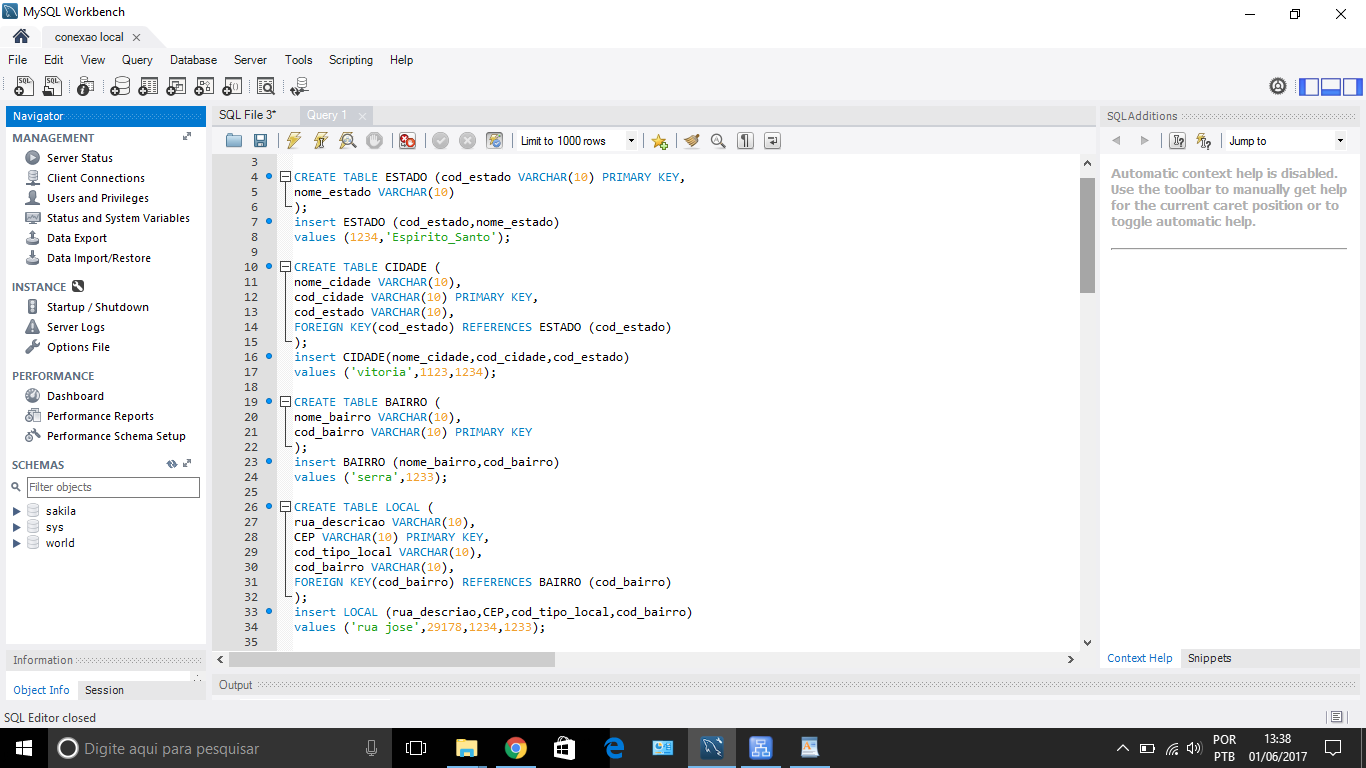 MySQL Workbench
conexao local
File Edit View Query Database Server Tools Scripting Help
Navigator
MANAGEMENT
Server Status
Client Connections
Users and Privileges
Status and System Variables
Data Export
Data Import/Restore
INSTANCE
Startup / Shutdown
Server Logs
Options File
PERFORMANCE
Dashboard
Performance Reports
Performance Schema Setup
SCHEMAS
Filter objects
sakila
sys
world
Information
Object Info Session
SQL Editor closed
SQL File 3* Query 1
Limit to 1000 rows
3
4 CREATE TABLE ESTADO (cod_estado VARCHAR(10) PRIMARY KEY,
5 nome_estado VARCHAR(10)
6 );
7 insert ESTADO (cod_estado,nome_estado)
8 values (1234,'Espirito_Santo');
9
10 CREATE TABLE CIDADE (
11 nome_cidade VARCHAR(10),
12 cod_cidade VARCHAR(10) PRIMARY KEY,
13 cod_estado VARCHAR(10),
14 FOREIGN KEY(cod_estado) REFERENCES ESTADO (cod_estado)
15 );
16 insert CIDADE(nome_cidade,cod_cidade,cod_estado)
17 values ('vitoria',1123,1234);
18
19 CREATE TABLE BAIRRO (
20 nome_bairro VARCHAR(10),
21 cod_bairro VARCHAR(10) PRIMARY KEY
22 );
23 insert BAIRRO (nome_bairro,cod_bairro)
24 values ('serra',1233);
25
26 CREATE TABLE LOCAL (
27 rua_descricao VARCHAR(10),
28 CEP VARCHAR(10) PRIMARY KEY,
29 cod_tipo_local VARCHAR(10),
30 cod_bairro VARCHAR(10),
31 FOREIGN KEY(cod_bairro) REFERENCES BAIRRO (cod_bairro)
32 );
33 insert LOCAL (rua_descriao,CEP,cod_tipo_local,cod_bairro)
34 values ('rua jose',29178,1234,1233);
35
Output
SQLAdditions
Jump to
Automatic context help is disabled.
Use the toolbar to manually get help
for the current caret position or to
toggle automatic help.
Context Help Snippets
Digite aqui para pesquisar
POR
PTB
13:38
01/06/2017